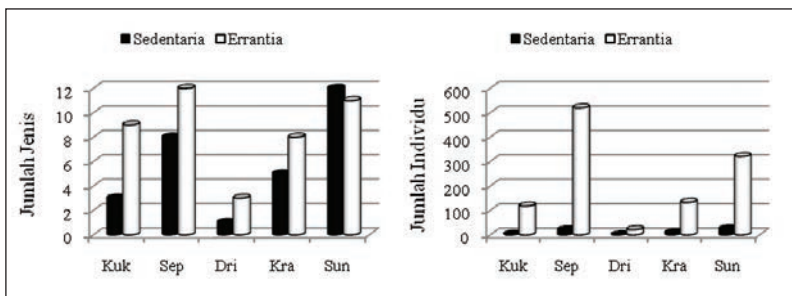 Sedentaria Errantia
Jumlah Jenis
12
10
8
6
4
2
0
Kuk Sep Dri Kra Sun
Sedentaria Errantia
Jumlah Individu
600
500
400
300
200
100
0
Kuk Sep Dri Kra Sun